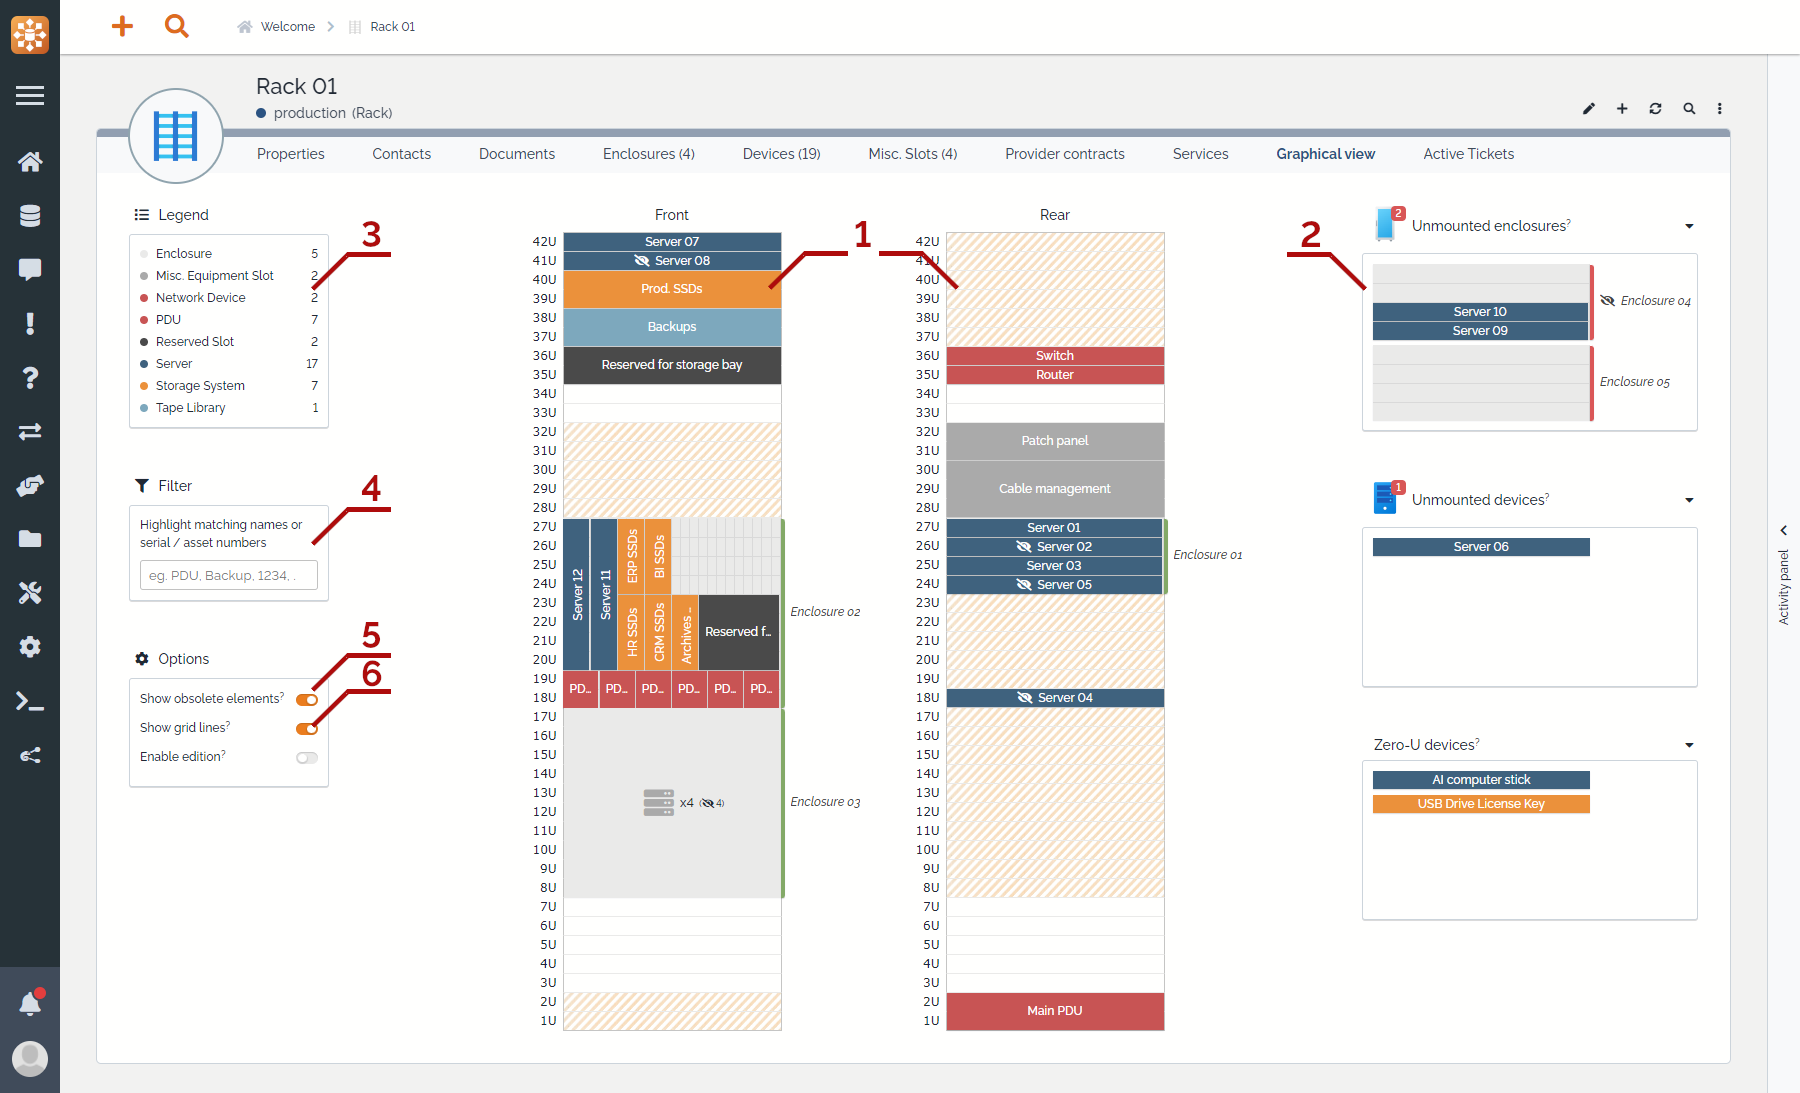 Welcome
Rack 01
Rack 01
production (Rack)
Properties
Contacts
Documents
Enclosures (4)
Devices (19)
Misc. Slots (4)
Provider contracts
Services
Graphical view
Active Tickets
Legend
Enclosure 5
Misc. Equipment Slot 2
Network Device 2
PDU 7
Reserved Slot 2
Server 17
Storage System 7
Tape Library 1
3
Filter
Highlight matching names or
serial / asset numbers
eg. PDU, Backup, 1234, .
4
Options
Show obsolete elements?
Show grid lines?
Enable edition?
5
6
Front
42U Server 07
41U Server 08
40U
Prod. SSDs
39U
38U
Backups
37U
36U
Reserved for storage bay
35U
34U
33U
32U
31U
30U
29U
28U
27U
26U
25U
24U
23U
22U
21U
20U
19U
18U
17U
16U
15U
14U
13U
12U
11U
10U
9U
8U
7U
6U
5U
4U
3U
2U
1U
Server 12
Server 11
ERP SSDs
BI SSDs
HR SSDs
CRM SSDs
Archives ...
Reserved f...
PD...
PD...
PD...
PD...
PD...
PD...
Enclosure 02
x4 (4)
Enclosure 03
1
Rear
42U
41U
40U
39U
38U
37U
36U Switch
35U Router
34U
33U
32U
Patch panel
31U
30U
29U Cable management
28U
27U Server 01
26U Server 02
25U Server 03
24U Server 05
Enclosure 01
23U
22U
21U
20U
19U
18U Server 04
17U
16U
15U
14U
13U
12U
11U
10U
9U
8U
7U
6U
5U
4U
3U
2U
Main PDU
1U
2
2
Unmounted enclosures?
Server 10
Server 09
Enclosure 04
Enclosure 05
1
Unmounted devices?
Server 06
Zero-U devices?
AI computer stick
USB Drive License Key
Activity panel